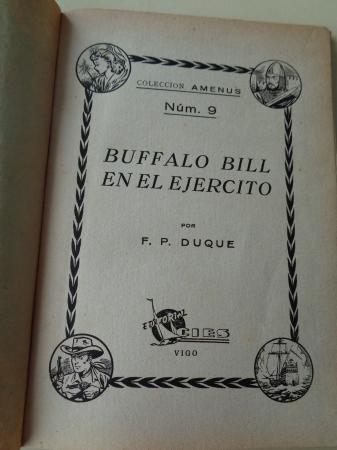 COLECCION AMENUS
Núm. 9
BUFFALO BILL
EN EL EJERCITO
POR
F. P. DUQUE
EDITORIAL
CIES
VIGO